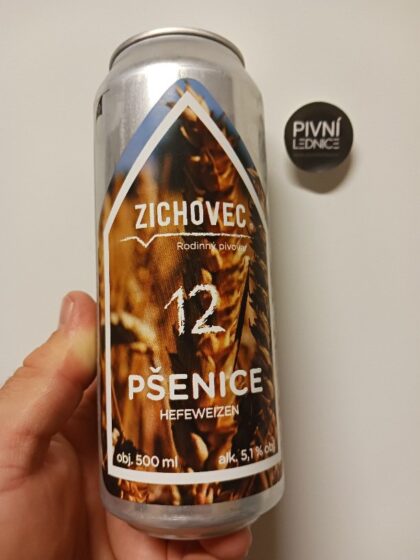 PIVNÍ
LEDNICE
ZICHOVEC
Rodinný pivovar
12
PŠENICE
HEFEWEIZEN
obj. 500 ml
alk. 5,1 % obj.